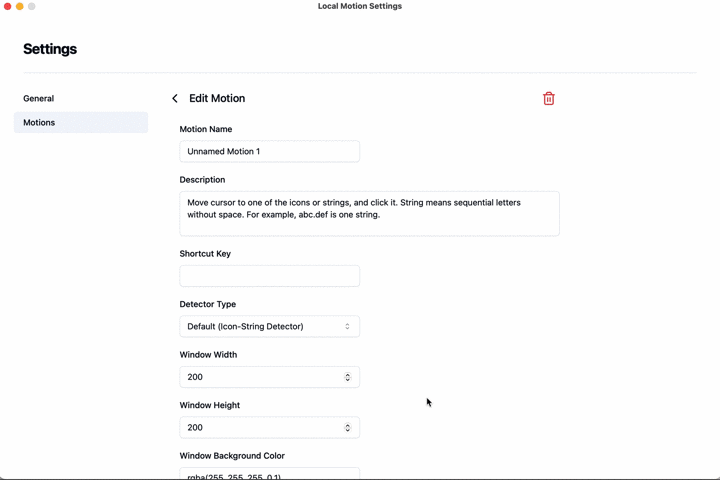 Local Motion Settings
Settings
General
Motions
Edit Motion
Motion Name
Unnamed Motion 1
Description
Move cursor to one of the icons or strings, and click it. String means sequential letters
without space. For example, abc.def is one string.
Shortcut Key
Detector Type
Default (Icon-String Detector)
Window Width
200
Window Height
200
Window Background Color
rgba(255, 255, 255, 0.1)